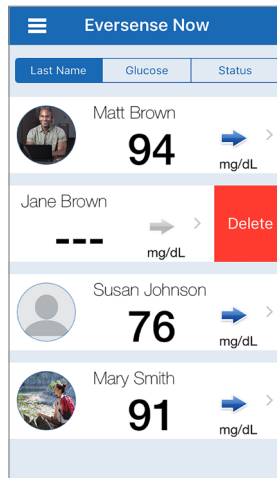 Eversense Now
Last Name Glucose Status
Matt Brown
94
mg/dL
Jane Brown
---
mg/dL
Delete
Susan Johnson
76
mg/dL
Mary Smith
91
mg/dL